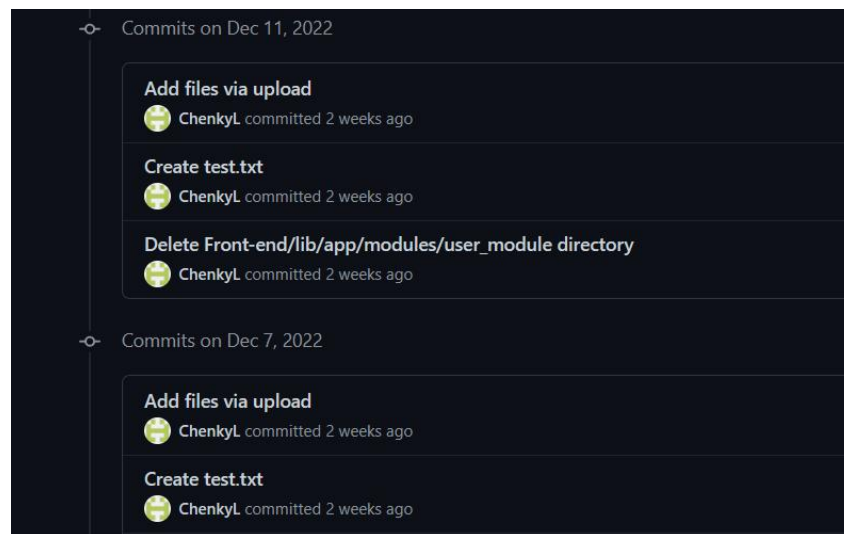 Commits on Dec 11, 2022
Add files via upload
ChenkyL committed 2 weeks ago
Create test.txt
ChenkyL committed 2 weeks ago
Delete Front-end/lib/app/modules/user_module directory
ChenkyL committed 2 weeks ago
Commits on Dec 7, 2022
Add files via upload
ChenkyL committed 2 weeks ago
Create test.txt
ChenkyL committed 2 weeks ago